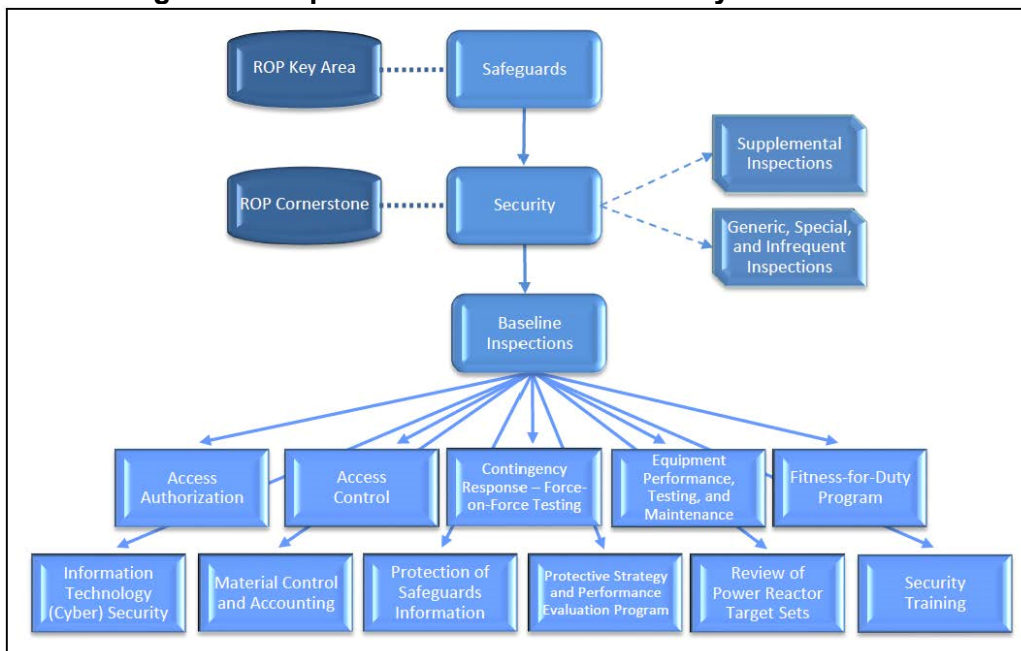 ROP Key Area
Safeguards
Supplemental
Inspections
ROP Cornerstone
Security
Generic, Special,
and Infrequent
Inspections
Baseline
Inspections
Access
Authorization
Access
Control
Contingency
Response – Force-
on-Force Testing
Equipment
Performance,
Testing, and
Maintenance
Fitness-for-Duty
Program
Information
Technology
(Cyber) Security
Material Control
and Accounting
Protection of
Safeguards
Information
Protective Strategy
and Performance
Evaluation Program
Review of
Power Reactor
Target Sets
Security
Training